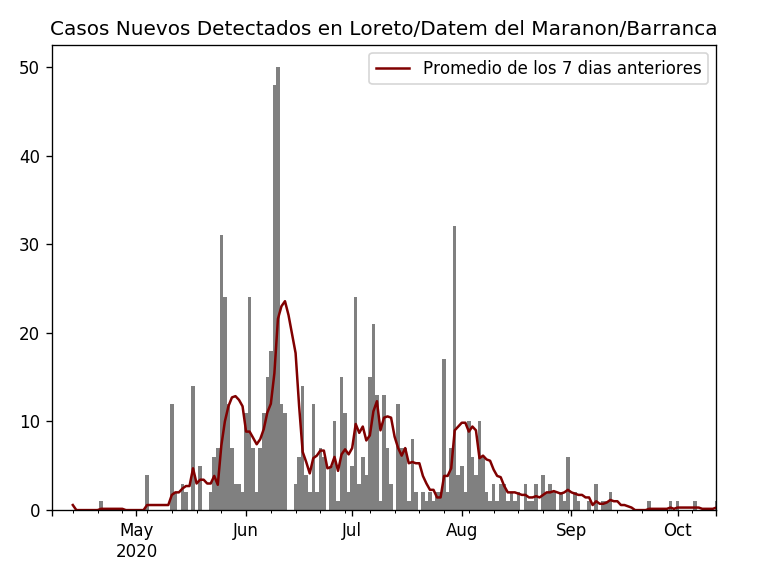 Casos Nuevos Detectados en Loreto/Datem del Maranon/Barranca
Promedio de los 7 dias anteriores
50
40
30
20
10
0
May
2020
Jun
Jul
Aug
Sep
Oct